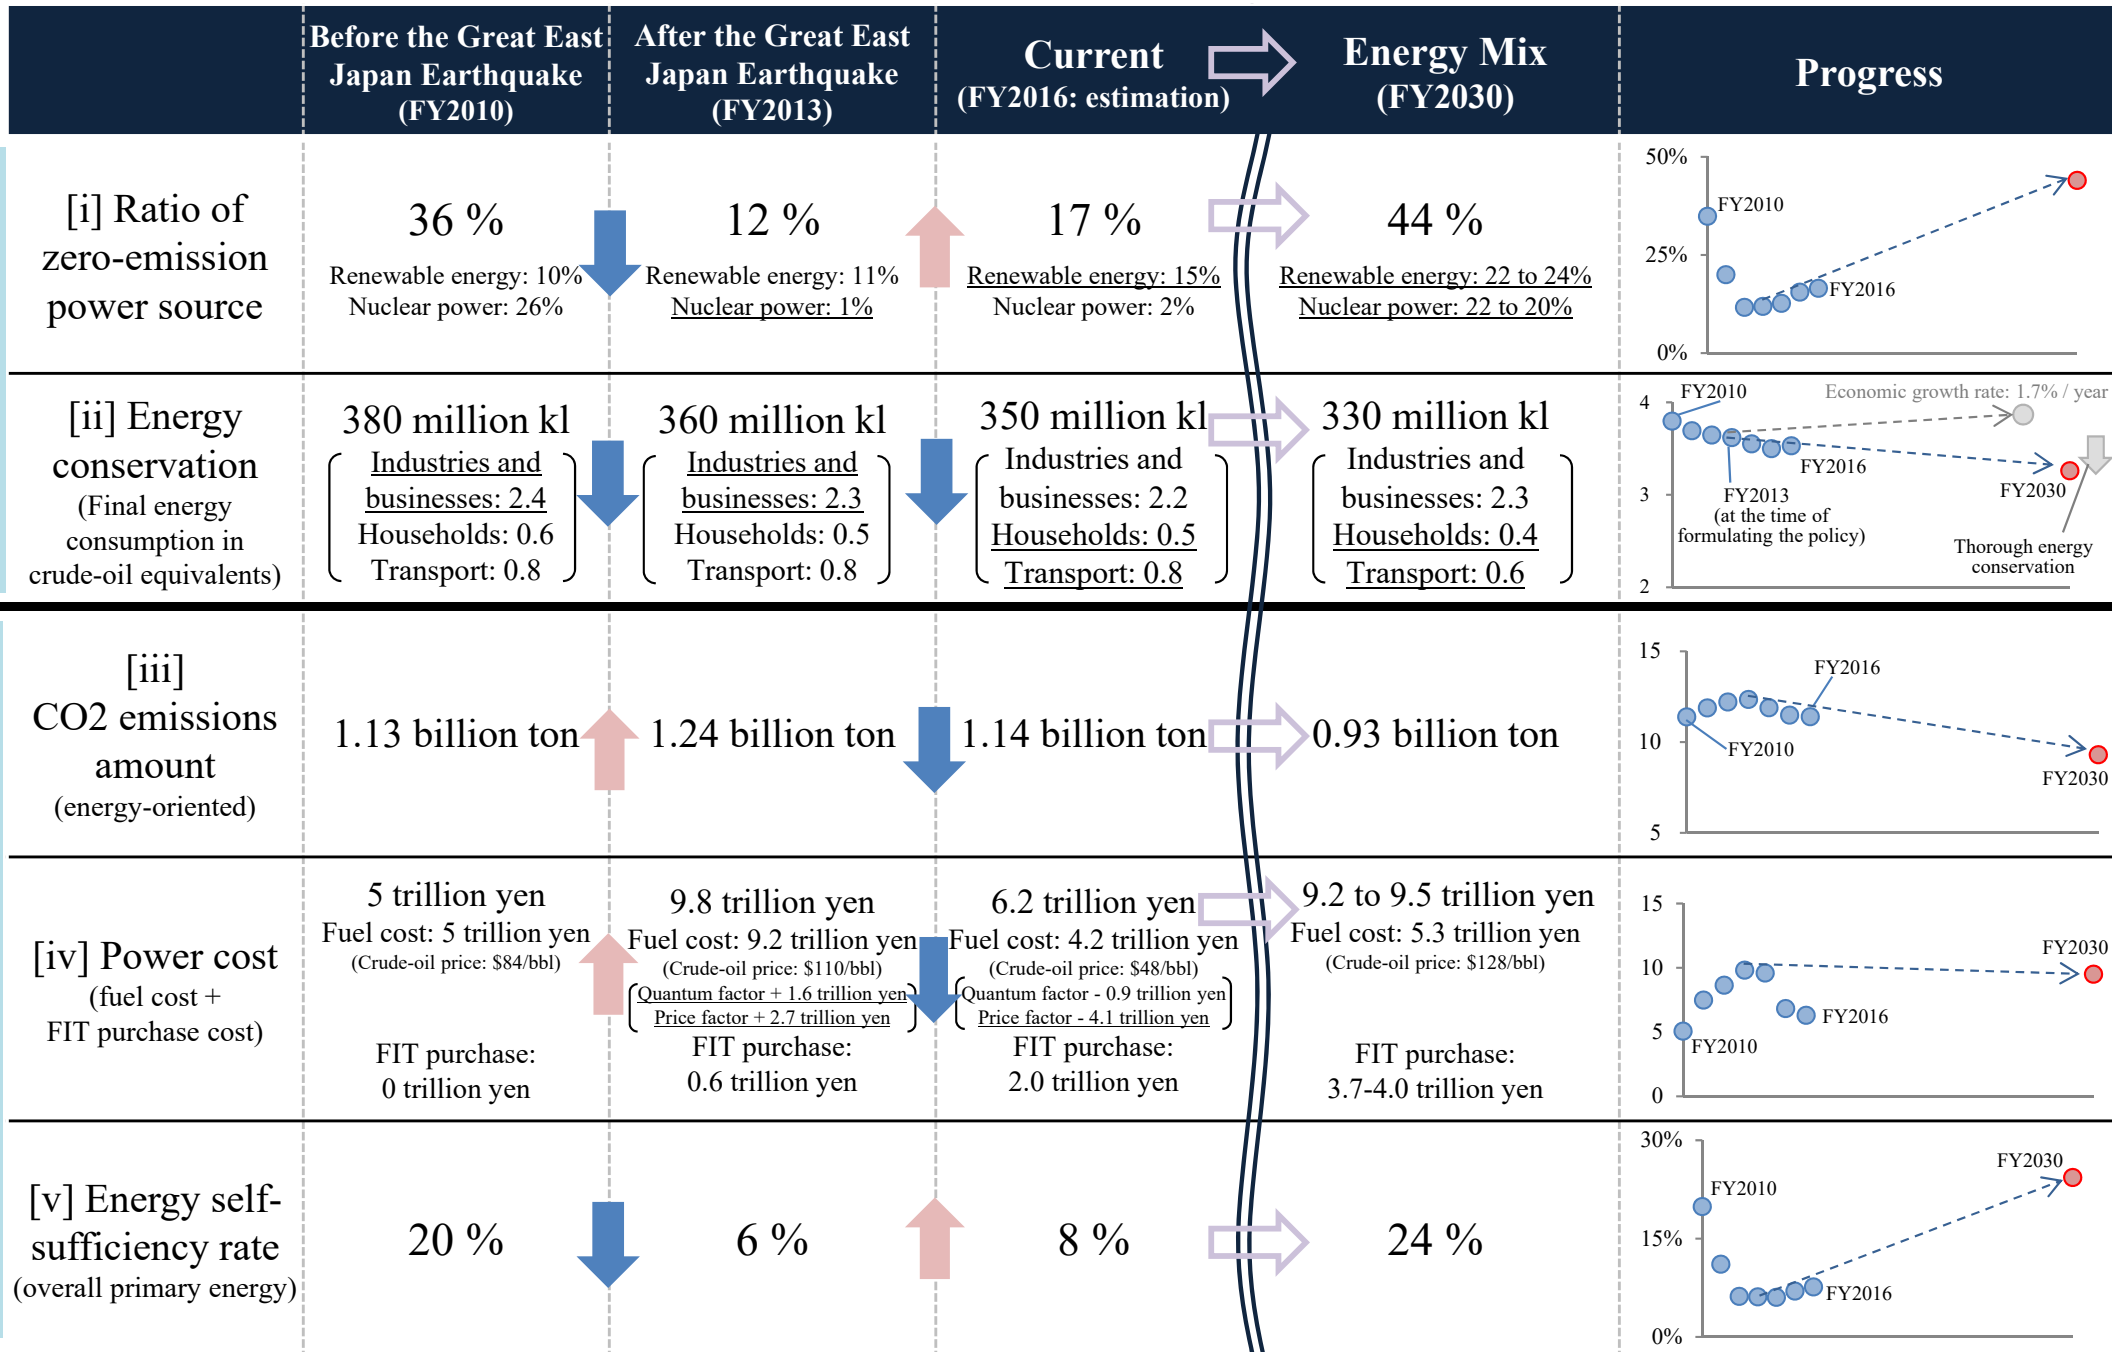 Before the Great East
Japan Earthquake
(FY2010)
After the Great East
Japan Earthquake
(FY2013)
Current
(FY2016: estimation)
Energy Mix
(FY2030)
Progress
[i] Ratio of
zero-emission
power source
36 %
Renewable energy: 10%
Nuclear power: 26%
12 %
Renewable energy: 11%
Nuclear power: 1%
17 %
Renewable energy: 15%
Nuclear power: 2%
44 %
Renewable energy: 22 to 24%
Nuclear power: 22 to 20%
50%
25%
0%
FY2010
FY2016
[ii] Energy
conservation
(Final energy
consumption in
crude-oil equivalents)
380 million kl
Industries and
businesses: 2.4
Households: 0.6
Transport: 0.8
360 million kl
Industries and
businesses: 2.3
Households: 0.5
Transport: 0.8
350 million kl
Industries and
businesses: 2.2
Households: 0.5
Transport: 0.8
330 million kl
Industries and
businesses: 2.3
Households: 0.4
Transport: 0.6
4
3
2
FY2010
Economic growth rate: 1.7% / year
FY2016
FY2013
(at the time of
formulating the policy)
FY2030
Thorough energy
conservation
[iii]
CO2 emissions
amount
(energy-oriented)
1.13 billion ton
1.24 billion ton
1.14 billion ton
0.93 billion ton
15
10
5
FY2016
FY2010
FY2030
[iv] Power cost
(fuel cost +
FIT purchase cost)
5 trillion yen
Fuel cost: 5 trillion yen
(Crude-oil price: $84/bbl)
FIT purchase:
0 trillion yen
9.8 trillion yen
Fuel cost: 9.2 trillion yen
(Crude-oil price: $110/bbl)
Quantum factor + 1.6 trillion yen
Price factor + 2.7 trillion yen
FIT purchase:
0.6 trillion yen
6.2 trillion yen
Fuel cost: 4.2 trillion yen
(Crude-oil price: $48/bbl)
Quantum factor - 0.9 trillion yen
Price factor - 4.1 trillion yen
FIT purchase:
2.0 trillion yen
9.2 to 9.5 trillion yen
Fuel cost: 5.3 trillion yen
(Crude-oil price: $128/bbl)
FIT purchase:
3.7-4.0 trillion yen
15
10
5
0
FY2030
FY2016
FY2010
[v] Energy self-
sufficiency rate
(overall primary energy)
20 %
6 %
8 %
24 %
30%
15%
0%
FY2030
FY2010
FY2016